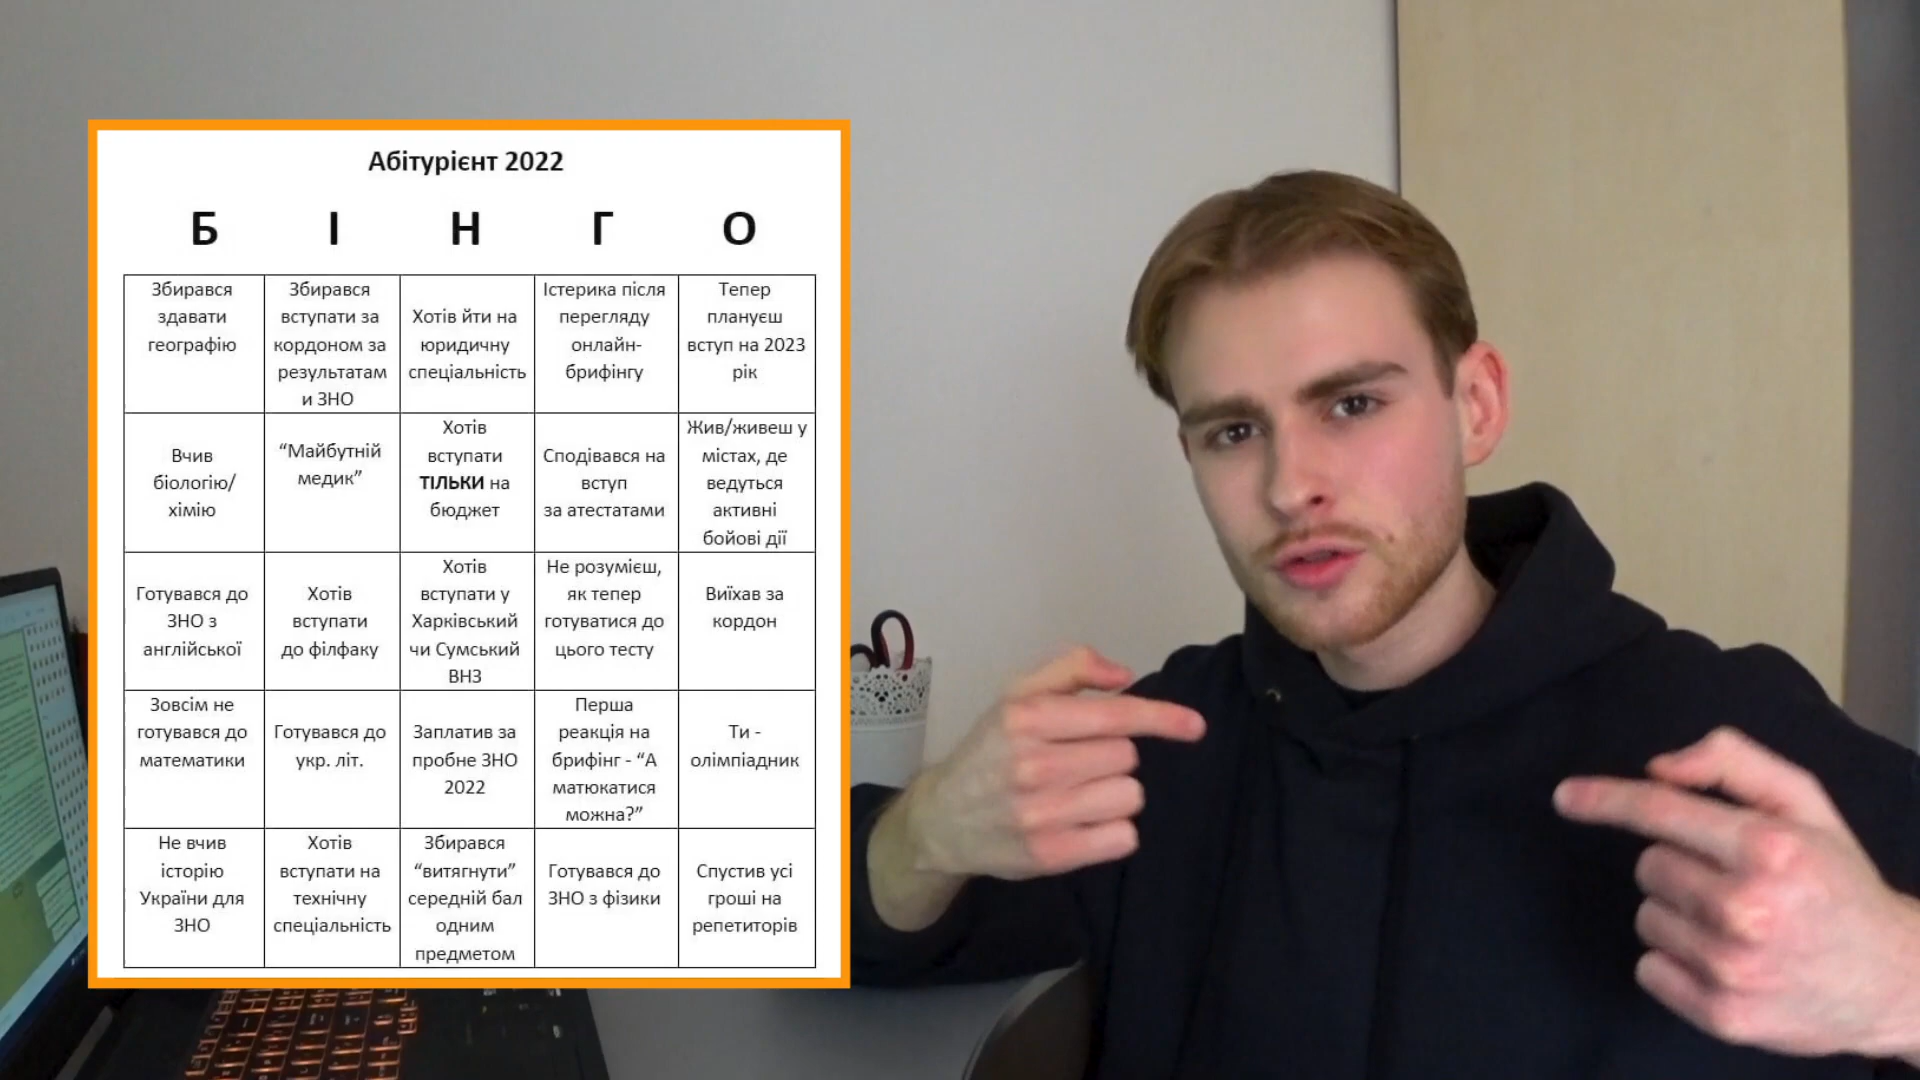 Абітурієнт 2022
Б І Н Г О
Збирався
здавати
географію
Збирався
вступати за
кордоном за
результатам
и ЗНО
Хотів йти на
юридичну
спеціальність
Істерика після
перегляду
онлайн-
брифінгу
Тепер
плануєш
вступ на 2023
рік
Вчив
біологію/
хімію
“Майбутній
медик”
Хотів
вступати
ТІЛЬКИ на
бюджет
Сподівався на
вступ
за атестатами
Жив/живеш у
містах, де
ведуться
активні
бойові дії
Готувався до
ЗНО з
англійської
Хотів
вступати
до філфаку
Хотів
вступати у
Харківський
чи Сумський
ВНЗ
Не розумієш,
як тепер
готуватися до
цього тесту
Виїхав за
кордон
Зовсім не
готувався до
математики
Готувався до
укр. літ.
Заплатив за
пробне ЗНО
2022
Перша
реакція на
брифінг - “А
матюкатися
можна?”
Ти -
олімпіадник
Не вчив
історію
України для
ЗНО
Хотів
вступати на
технічну
спеціальність
Збирався
“витягнути”
середній бал
одним
предметом
Готувався до
ЗНО з фізики
Спустив усі
гроші на
репетиторів